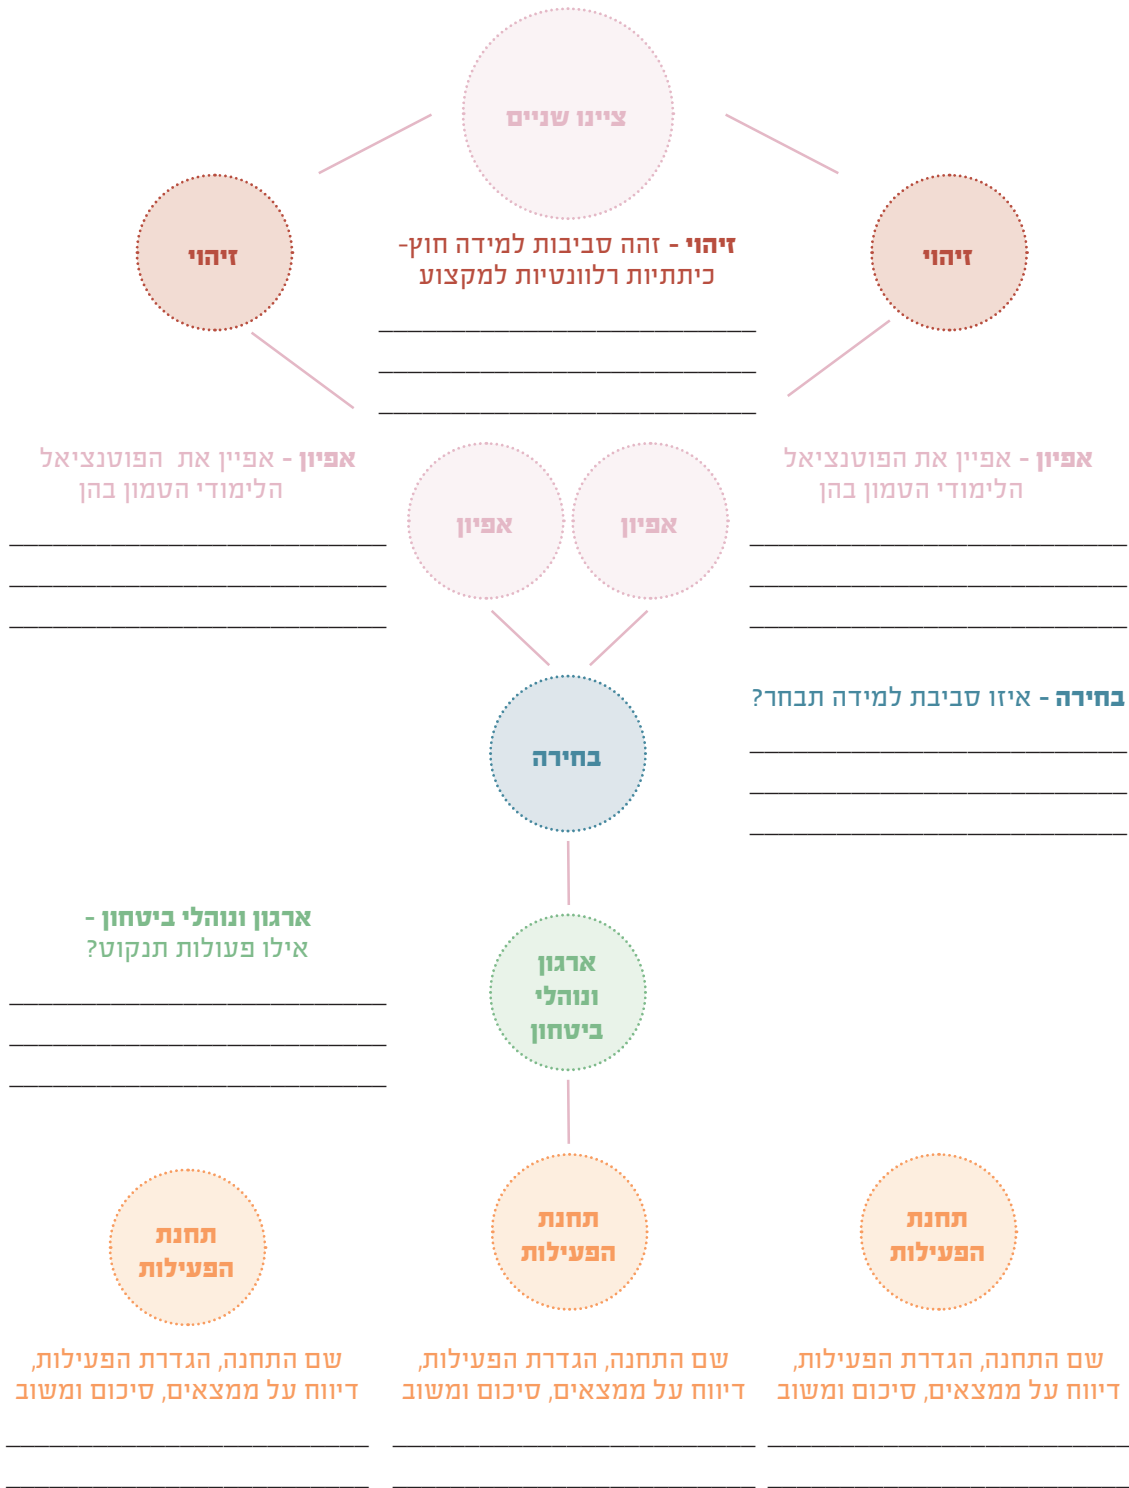 ציינו שניים
זיהוי
זיהוי
זיהוי - זהה סביבות למידה חוץ-
כיתתיות רלוונטיות למקצוע
אפיון - אפיין את הפוטנציאל
הלימודי הטמון בהן
אפיון
אפיון
אפיון - אפיין את הפוטנציאל
הלימודי הטמון בהן
בחירה - איזו סביבת למידה תבחר?
בחירה
ארגון
ונוהלי
ביטחון
ארגון ונוהלי ביטחון -
אילו פעולות תנקוט?
תחנת
הפעילות
תחנת
הפעילות
תחנת
הפעילות
שם התחנה, הגדרת הפעילות,
דיווח על ממצאים, סיכום ומשוב
שם התחנה, הגדרת הפעילות,
דיווח על ממצאים, סיכום ומשוב
שם התחנה, הגדרת הפעילות,
דיווח על ממצאים, סיכום ומשוב